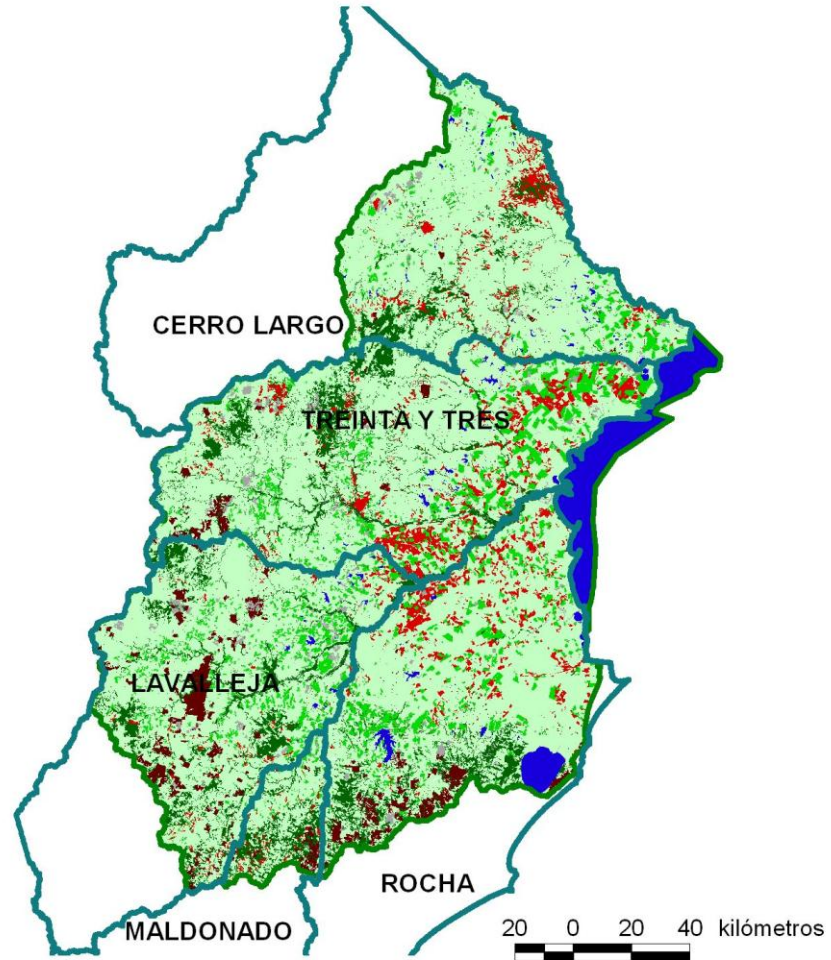 CERRO LARGO
TREINTA Y TRES
LAVALLEJA
ROCHA
MALDONADO
20 0 20 40 kilómetros